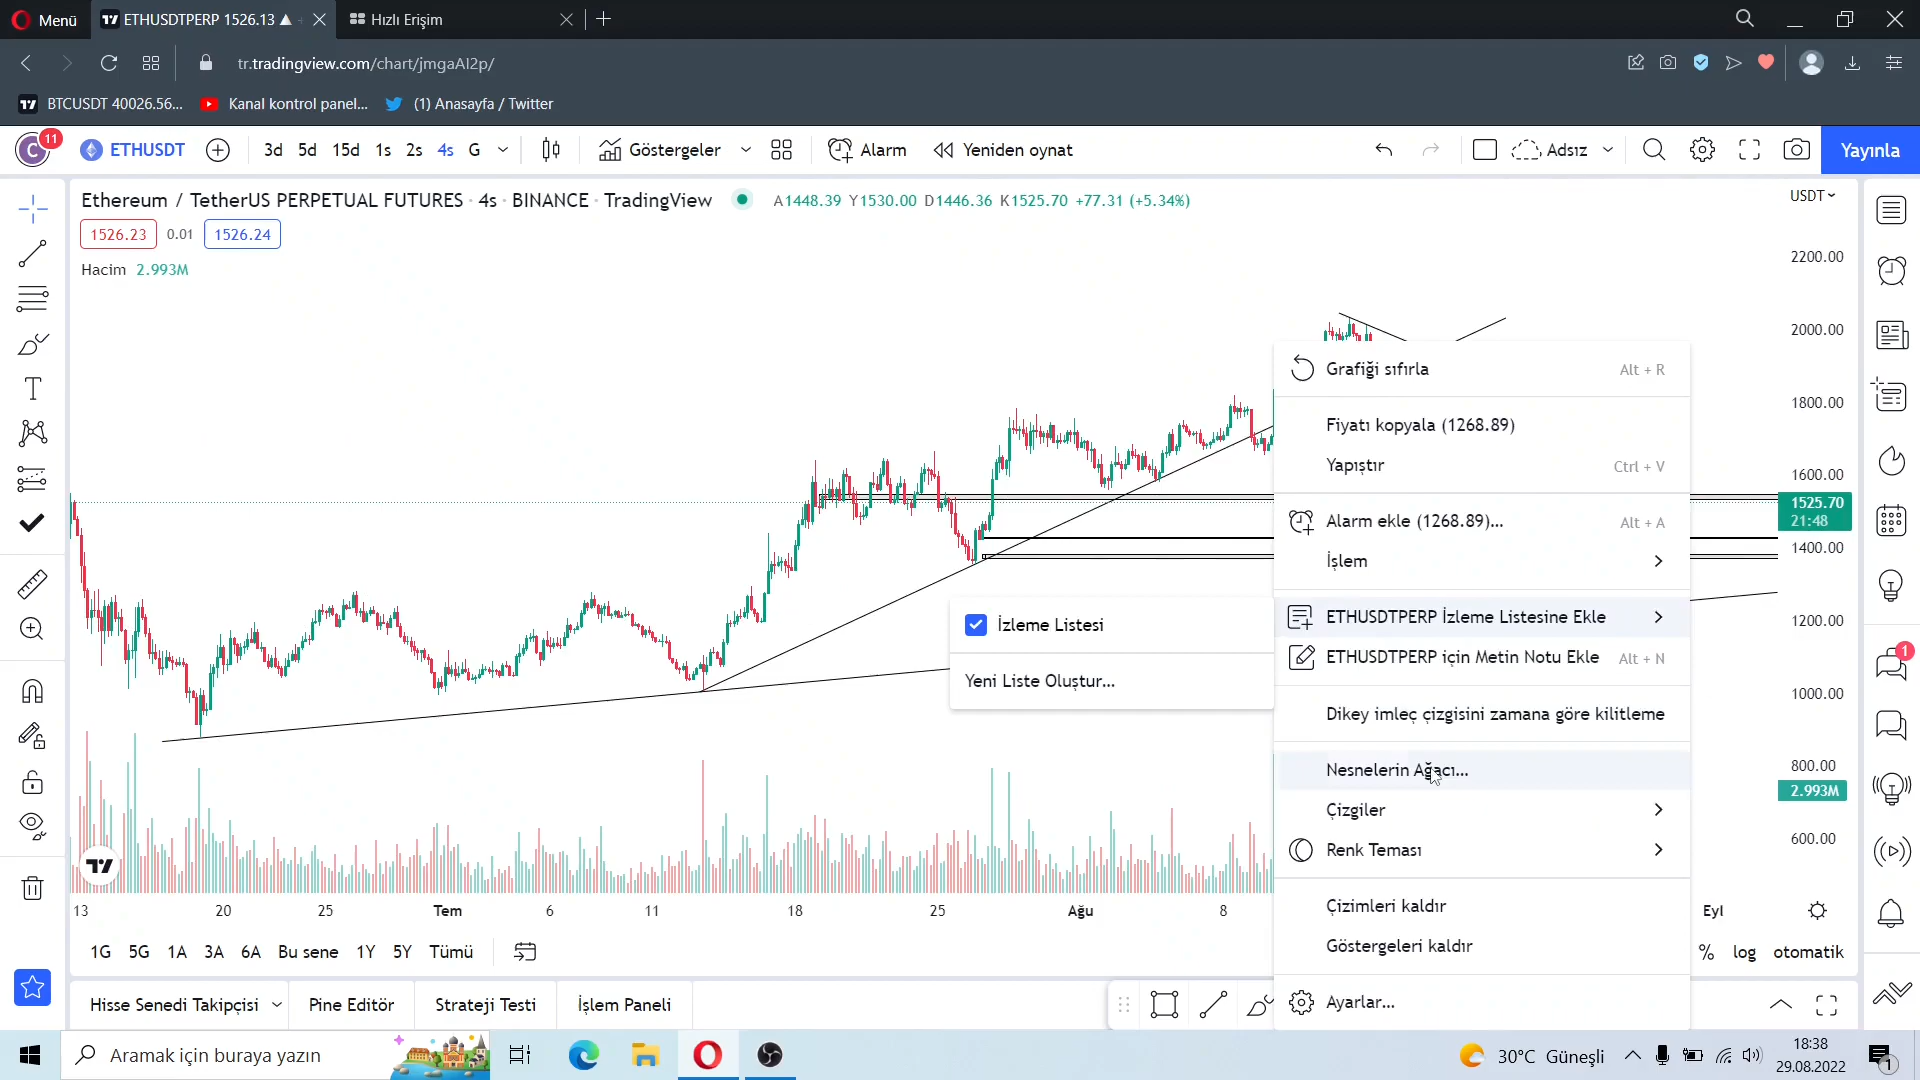 Menü
ETHUSDTPERP 1526.13 ▲
Hızlı Erişim
tr.tradingview.com/chart/jmgaAl2p/
BTCUSDT 40026.56...
Kanal kontrol panel...
(1) Anasayfa / Twitter
C 11
ETHUSDT
3d 5d 15d 1s 2s 4s G
Göstergeler
Alarm
Yeniden oynat
Adsız
Yayınla
Ethereum / TetherUS PERPETUAL FUTURES · 4s · BINANCE · TradingView
A1448.39 Y1530.00 D1446.36 K1525.70 +77.31 (+5.34%)
USDT
1526.23 0.01 1526.24
Hacim 2.993M
2200.00
2000.00
1800.00
1600.00
1525.70
21:48
1400.00
1200.00
1000.00
800.00
2.993M
600.00
Grafiği sıfırla Alt + R
Fiyatı kopyala (1268.89)
Yapıştır Ctrl + V
Alarm ekle (1268.89)... Alt + A
İşlem
ETHUSDTPERP İzleme Listesine Ekle
ETHUSDTPERP için Metin Notu Ekle Alt + N
Dikey imleç çizgisini zamana göre kilitleme
Nesnelerin Ağacı...
Çizgiler
Renk Teması
Çizimleri kaldır
Göstergeleri kaldır
Ayarlar...
İzleme Listesi
Yeni Liste Oluştur...
1
13 20 25 Tem 6 11 18 25 Ağu 8 Eyl
1G 5G 1A 3A 6A Bu sene 1Y 5Y Tümü
% log otomatik
Hisse Senedi Takipçisi
Pine Editör
Strateji Testi
İşlem Paneli
Aramak için buraya yazın
30°C Güneşli
18:38
29.08.2022
1